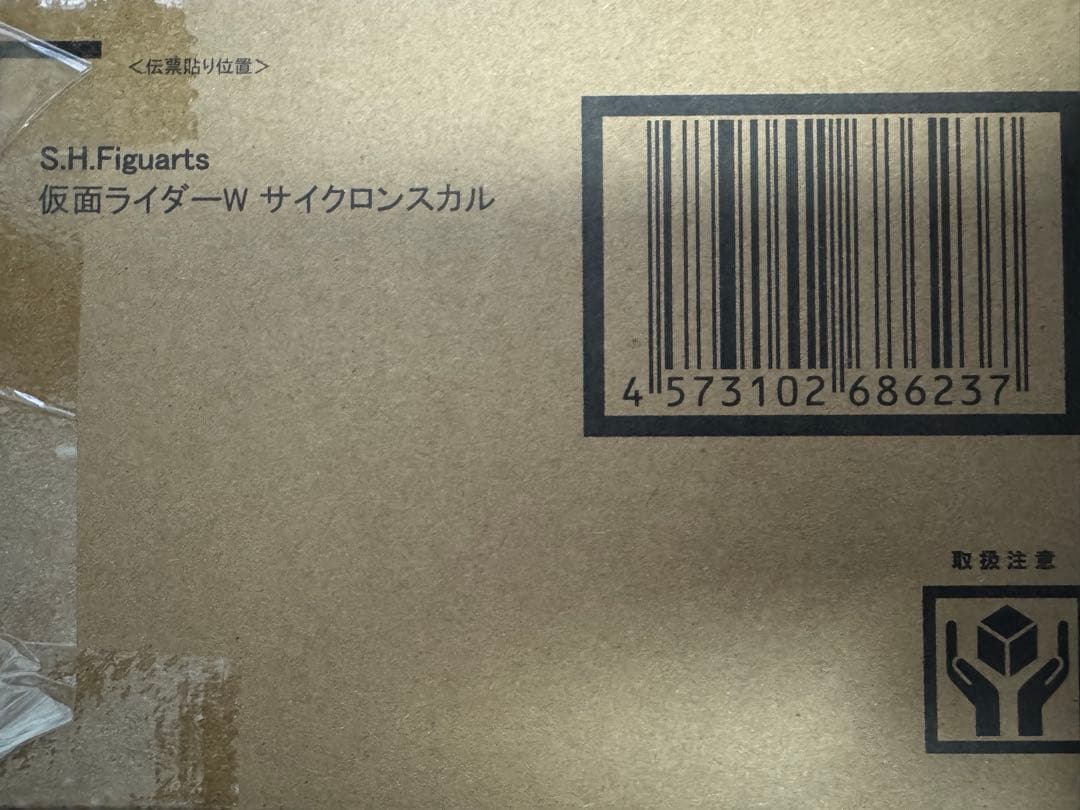 <伝票貼り位置>
S.H.Figuarts
仮面ライダーW サイクロンスカル
4 573102 686237
取扱注意